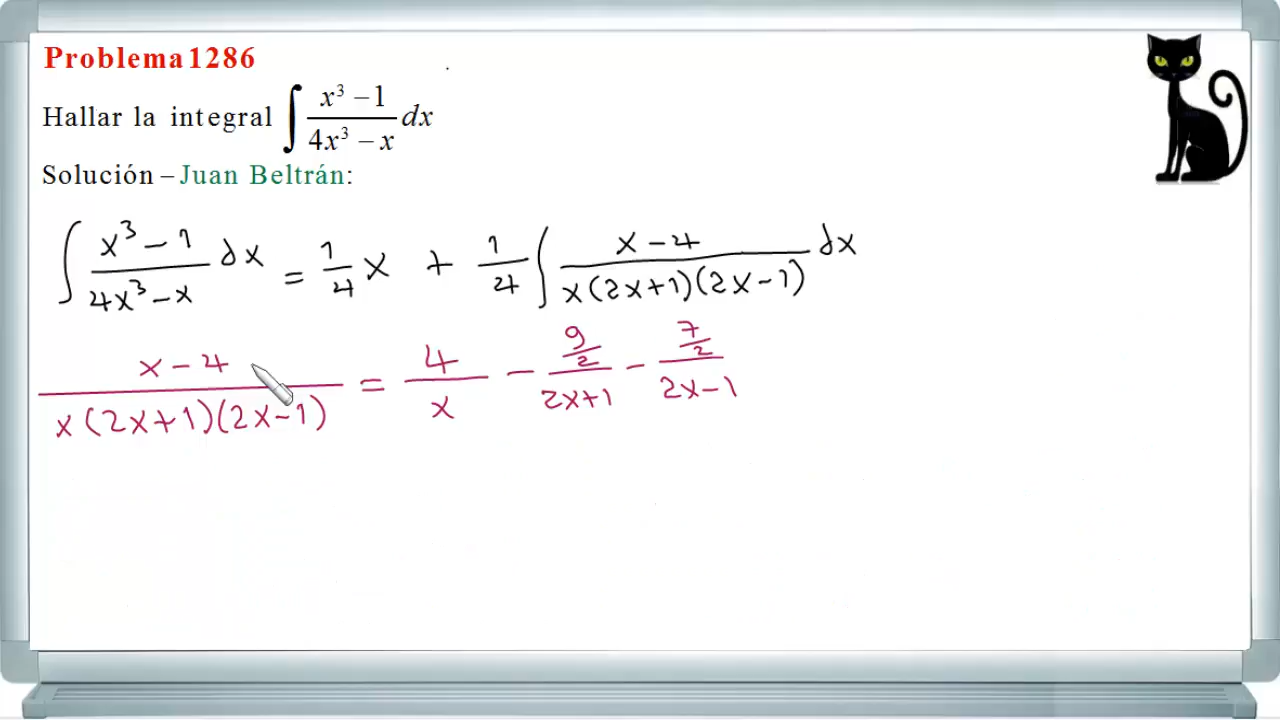 Problema 1286
Hallar la integral ∫ (x³ − 1)/(4x³ − x) dx
Solución – Juan Beltrán:
∫ (x³ − 1)/(4x³ − x) dx = 1/4 x + 1/4 ∫ (x − 4)/(x(2x+1)(2x−1)) dx
(x − 4)/(x(2x+1)(2x−1)) = 4/x − (9/2)/(2x+1) − (7/2)/(2x−1)